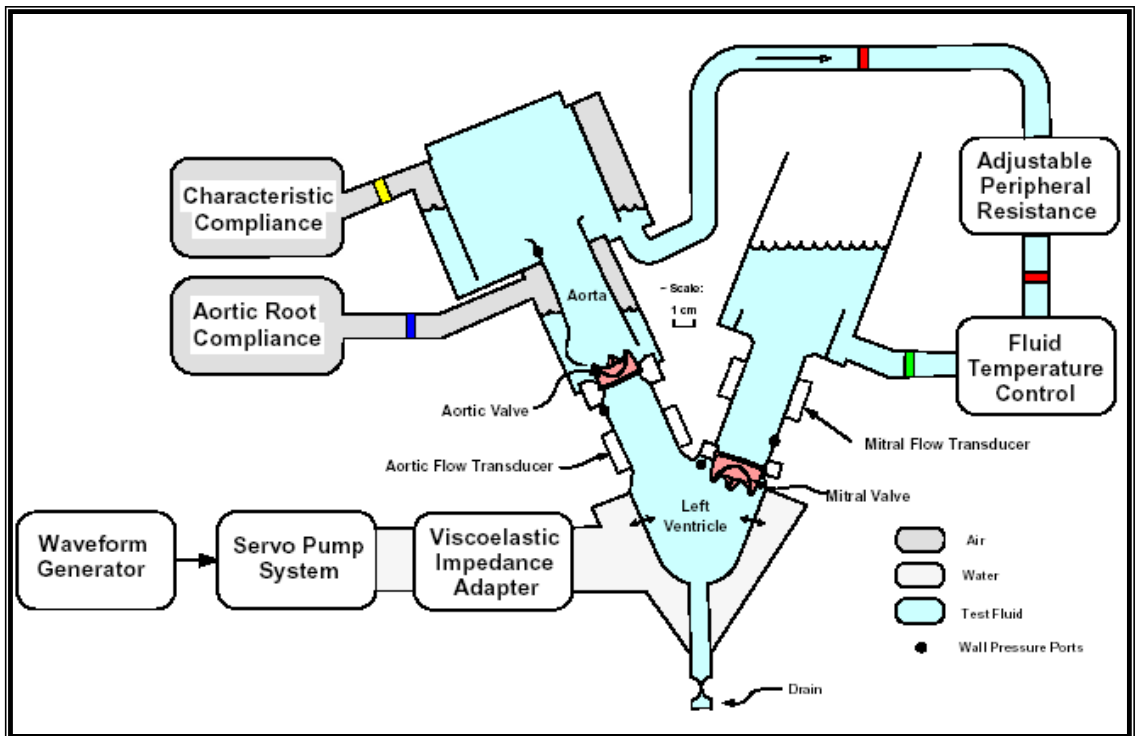 Characteristic
Compliance
Aortic Root
Compliance
Adjustable
Peripheral
Resistance
Aorta
~ Scale:
1 cm
Fluid
Temperature
Control
Aortic Valve
Aortic Flow Transducer
Mitral Flow Transducer
Mitral Valve
Left
Ventricle
Waveform
Generator
Servo Pump
System
Viscoelastic
Impedance
Adapter
Air
Water
Test Fluid
Wall Pressure Ports
Drain